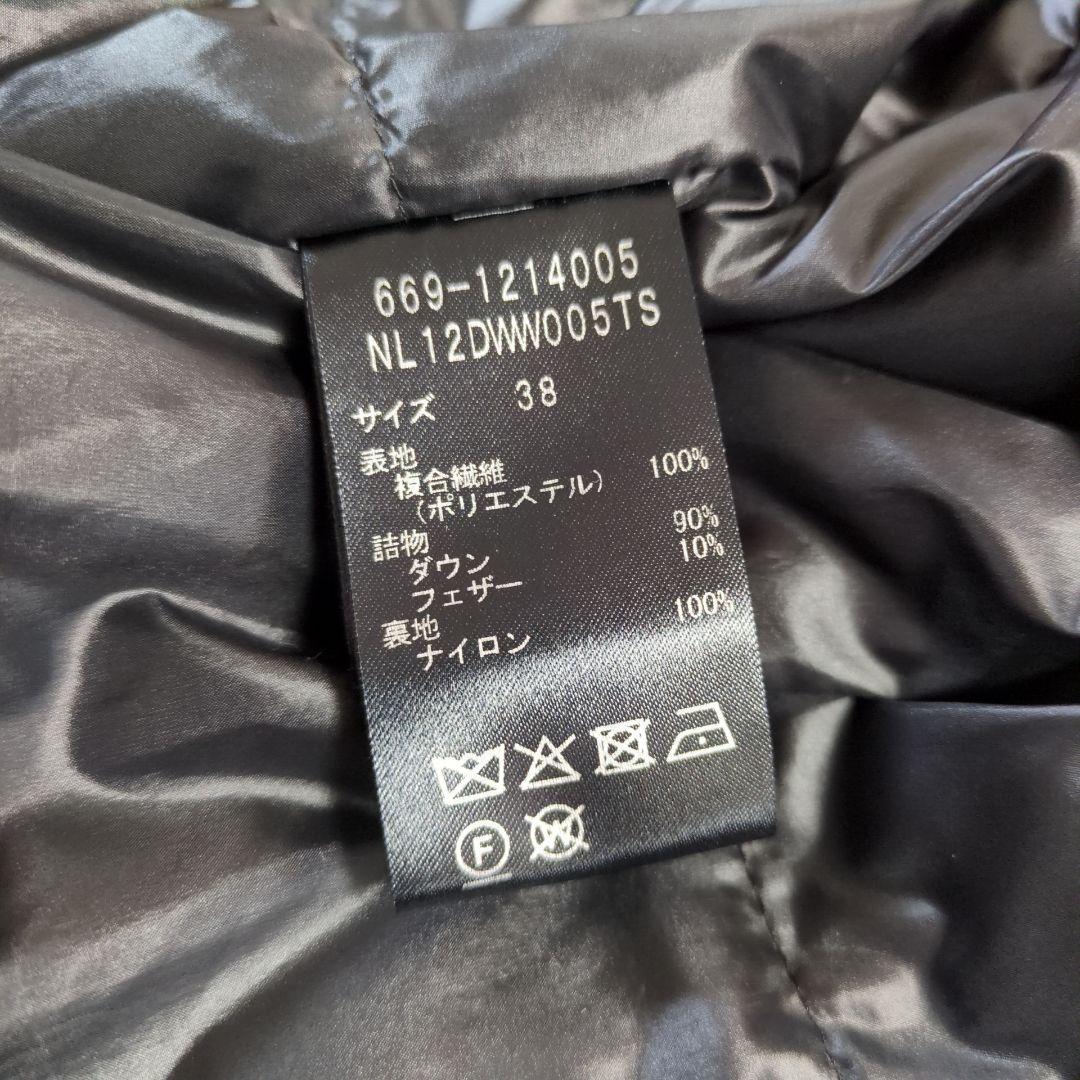 669-1214005
NL12DWW005TS
サイズ 38
表地
複合繊維 100%
(ポリエステル)
詰物
ダウン 90%
フェザー 10%
裏地
ナイロン 100%
F W